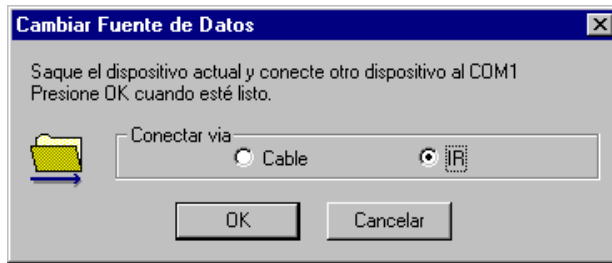 Cambiar Fuente de Datos
Saque el dispositivo actual y conecte otro dispositivo al COM1
Presione OK cuando esté listo.
Conectar via
Cable IR
OK Cancelar